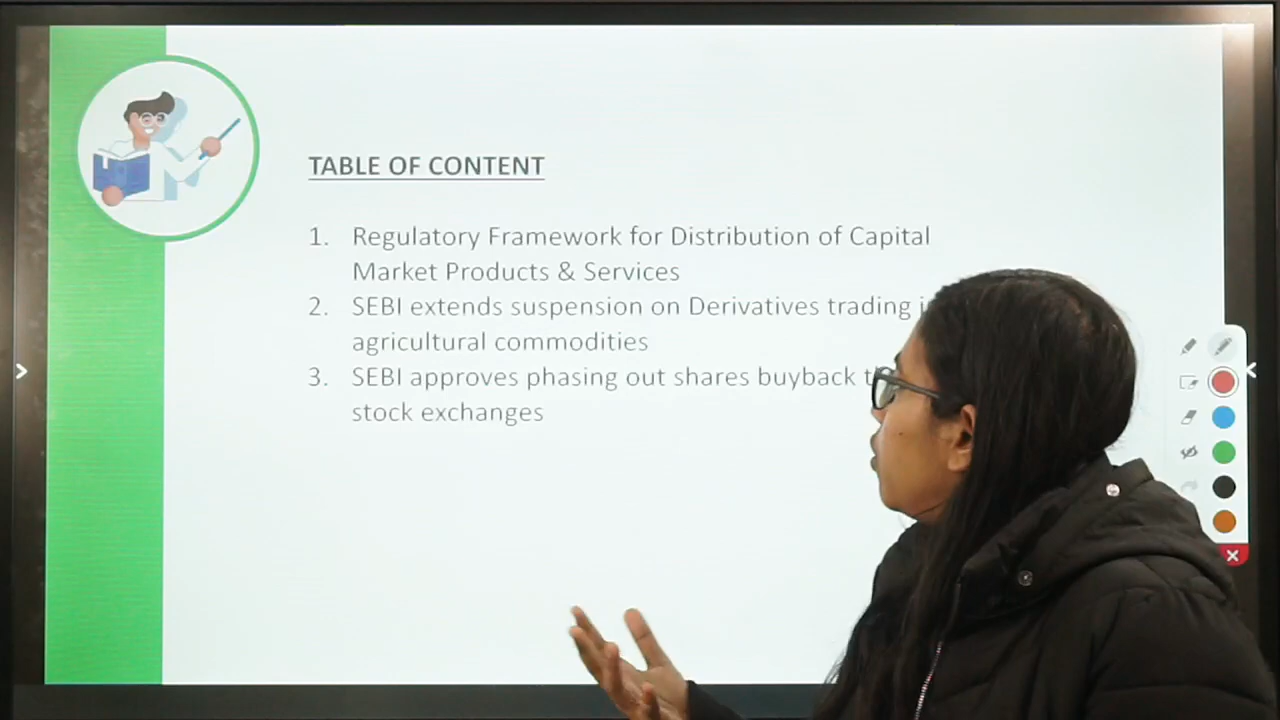 TABLE OF CONTENT
1. Regulatory Framework for Distribution of Capital
Market Products & Services
2. SEBI extends suspension on Derivatives trading
agricultural commodities
3. SEBI approves phasing out shares buyback
stock exchanges